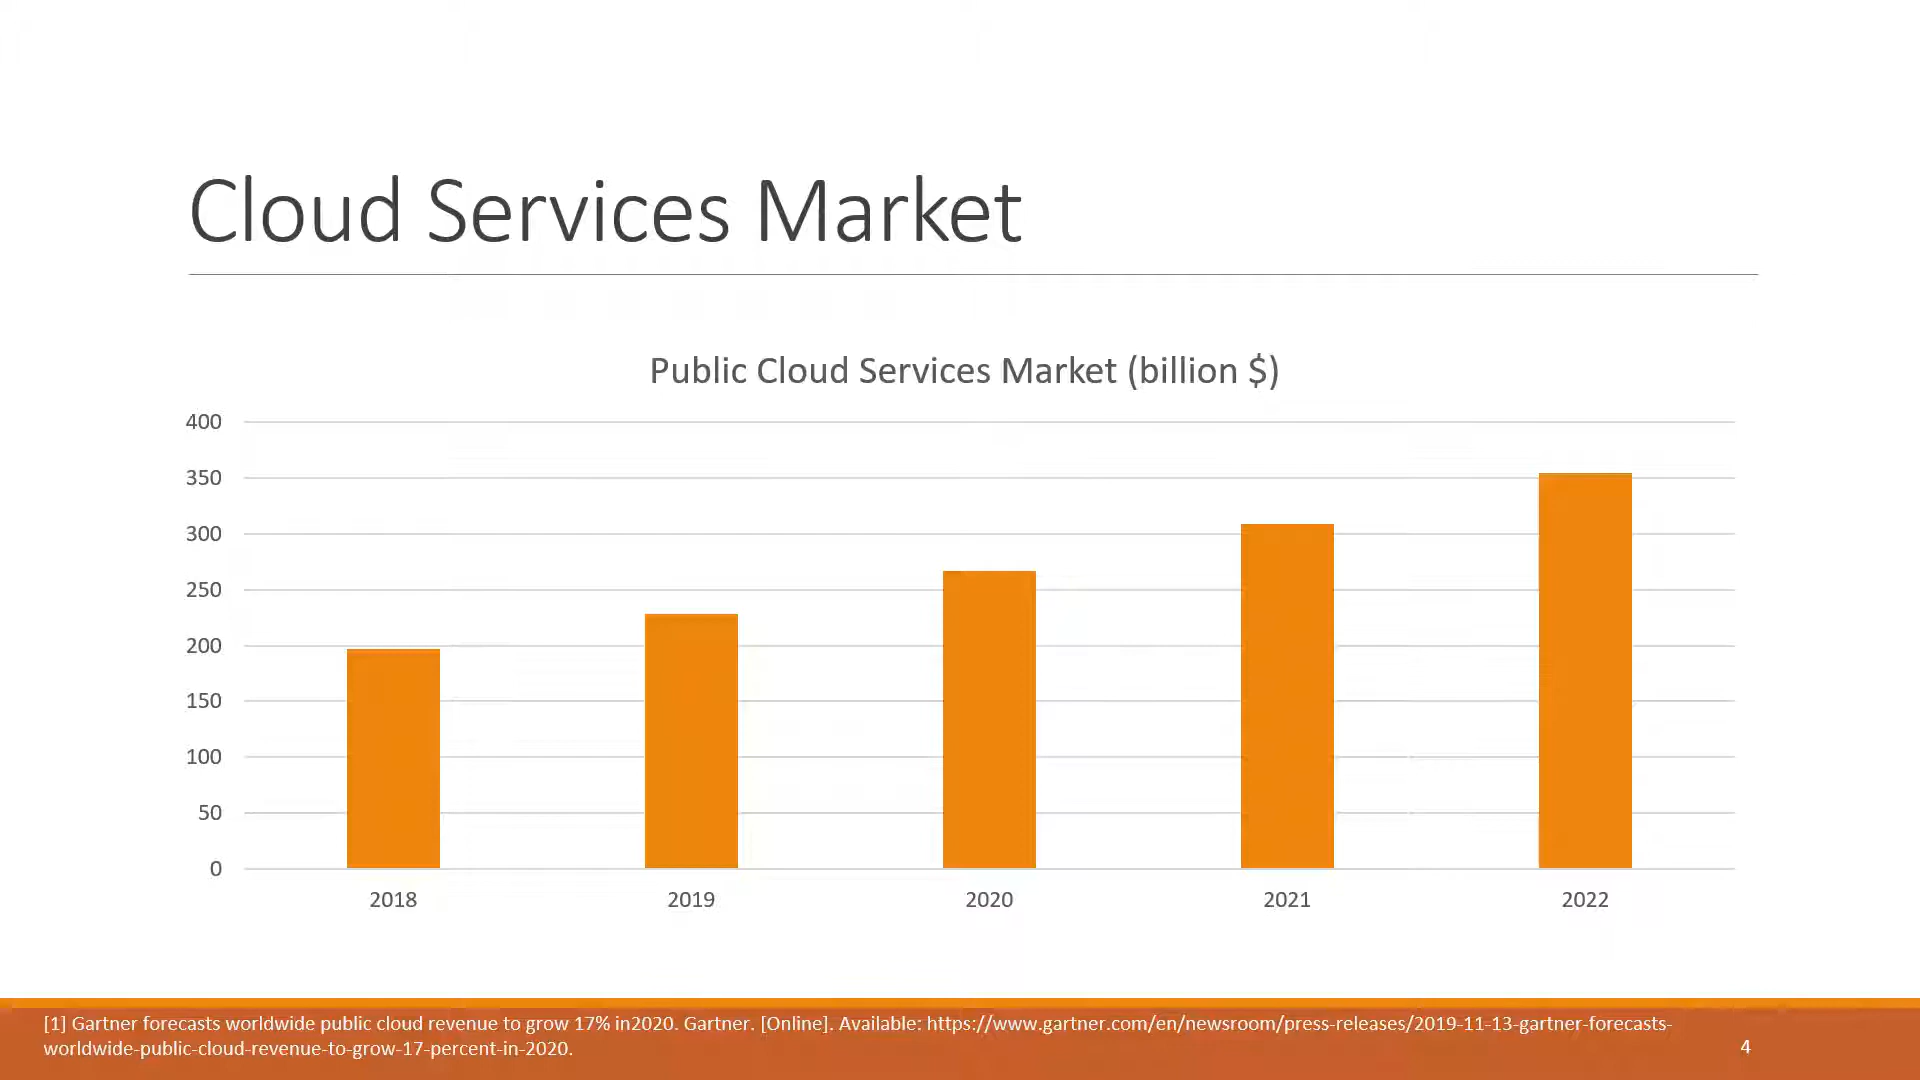 Cloud Services Market
Public Cloud Services Market (billion $)
400
350
300
250
200
150
100
50
0
2018 2019 2020 2021 2022
[1] Gartner forecasts worldwide public cloud revenue to grow 17% in2020. Gartner. [Online]. Available: https://www.gartner.com/en/newsroom/press-releases/2019-11-13-gartner-forecasts-
worldwide-public-cloud-revenue-to-grow-17-percent-in-2020.
4